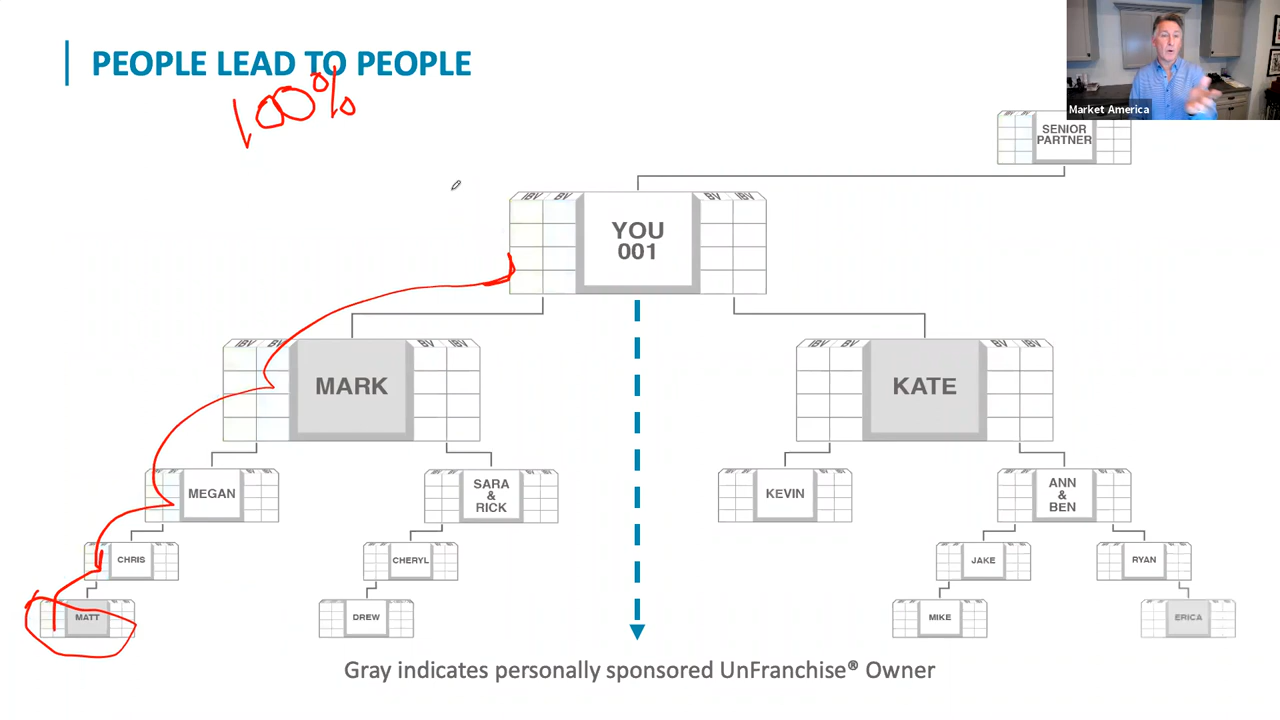 PEOPLE LEAD TO PEOPLE
100%
Market America
SENIOR
PARTNER
IBV BV BV IBV
YOU
001
IBV BV BV IBV
MARK
IBV BV BV IBV
KATE
MEGAN
SARA
&
RICK
KEVIN
ANN
&
BEN
CHRIS
CHERYL
JAKE
RYAN
MATT
DREW
MIKE
ERICA
Gray indicates personally sponsored UnFranchise® Owner